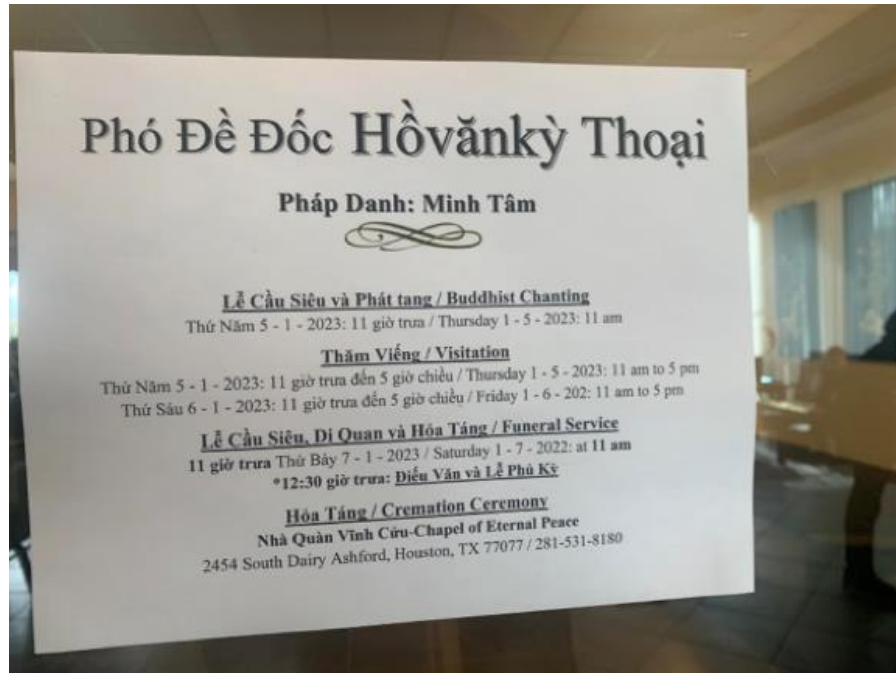 Phó Đề Đốc Hồvănkỳ Thoại
Pháp Danh: Minh Tâm
Lễ Cầu Siêu và Phát tang / Buddhist Chanting
Thứ Năm 5 - 1 - 2023: 11 giờ trưa / Thursday 1 - 5 - 2023: 11 am
Thăm Viếng / Visitation
Thứ Năm 5 - 1 - 2023: 11 giờ trưa đến 5 giờ chiều / Thursday 1 - 5 - 2023: 11 am to 5 pm
Thứ Sáu 6 - 1 - 2023: 11 giờ trưa đến 5 giờ chiều / Friday 1 - 6 - 202: 11 am to 5 pm
Lễ Cầu Siêu, Di Quan và Hỏa Táng / Funeral Service
11 giờ trưa Thứ Bảy 7 - 1 - 2023 / Saturday 1 - 7 - 2022: at 11 am
*12:30 giờ trưa: Điếu Văn và Lễ Phủ Kỳ
Hỏa Táng / Cremation Ceremony
Nhà Quàn Vĩnh Cửu-Chapel of Eternal Peace
2454 South Dairy Ashford, Houston, TX 77077 / 281-531-8180